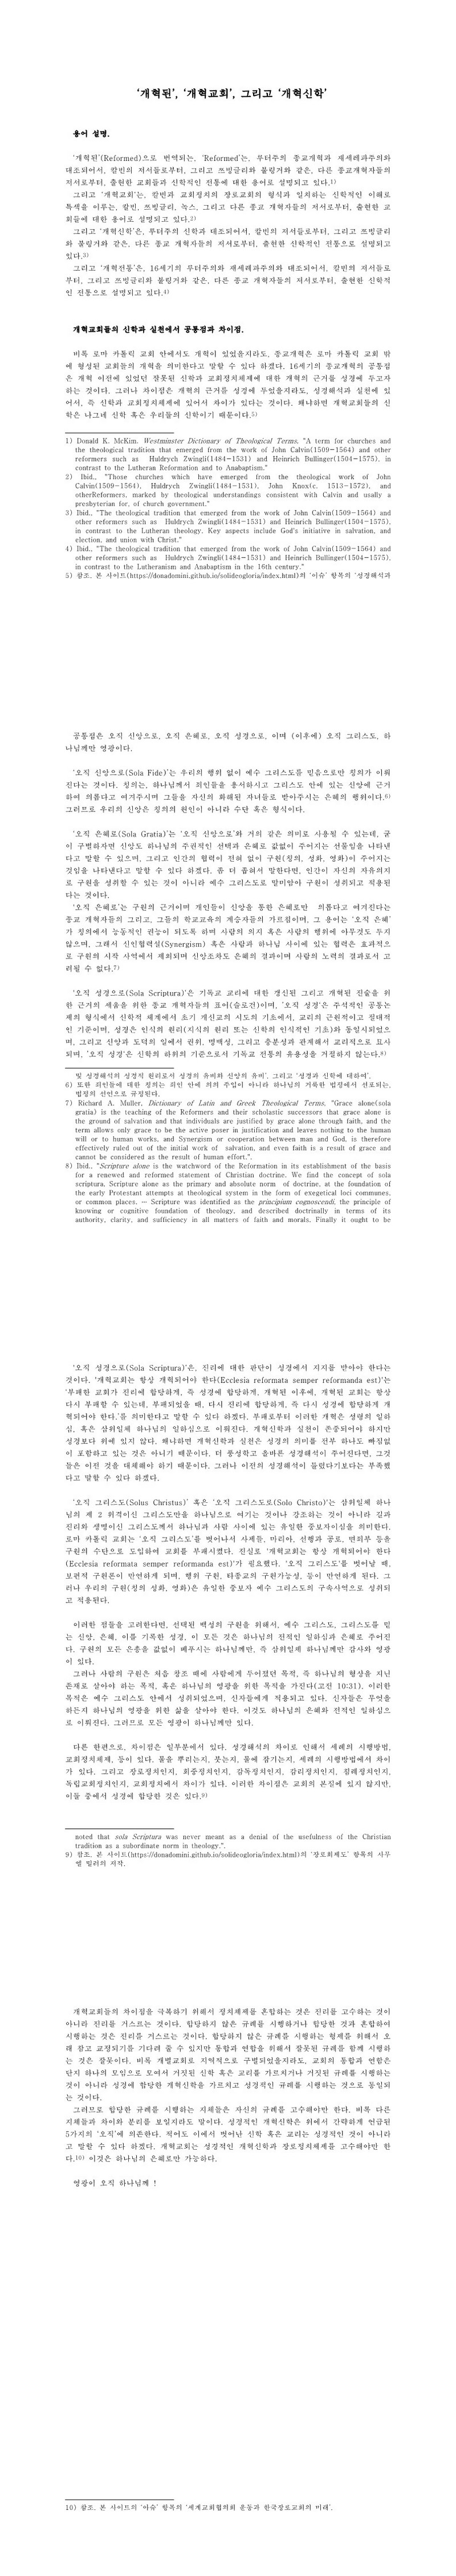 ‘개혁된’, ‘개혁교회’, 그리고 ‘개혁신학’
용어 설명.
‘개혁된’(Reformed)으로 번역되는, ‘Reformed’는, 루터주의 종교개혁과 재세례파주의와
대조되어서, 칼빈의 저서들로부터, 그리고 쯔빙글리와 불링거와 같은, 다른 종교개혁자들의
저서로부터, 출현한 교회들과 신학적인 전통에 대한 용어로 설명되고 있다.1)
그리고 ‘개혁교회’는, 칼빈과 교회정치의 장로교회의 형식과 일치하는 신학적인 이해로
특색을 이루는, 칼빈, 쯔빙글리, 녹스, 그리고 다른 종교 개혁자들의 저서로부터, 출현한 교
회들에 대한 용어로 설명되고 있다.2)
그리고 ‘개혁신학’은, 루터주의 신학과 대조되어서, 칼빈의 저서들로부터, 그리고 쯔빙글리
와 불링거와 같은, 다른 종교 개혁자들의 저서로부터, 출현한 신학적인 전통으로 설명되고
있다.3)
그리고 ‘개혁전통’은, 16세기의 루터주의와 재세례파주의와 대조되어서, 칼빈의 저서들로
부터, 그리고 쯔빙글리와 불링거와 같은, 다른 종교 개혁자들의 저서로부터, 출현한 신학적
인 전통으로 설명되고 있다.4)
개혁교회들의 신학과 실천에서 공통점과 차이점.
비록 로마 카톨릭 교회 안에서도 개혁이 있었을지라도, 종교개혁은 로마 카톨릭 교회 밖
에 형성된 교회들의 개혁을 의미한다고 말할 수 있다 하겠다. 16세기의 종교개혁의 공통점
은 개혁 이전에 있었던 잘못된 신학과 교회정치체제에 대한 개혁의 근거를 성경에 두고자
하는 것이다. 그러나 차이점은 개혁의 근거를 성경에 두었을지라도, 성경해석과 실천에 있
어서, 즉 신학과 교회정치체제에 있어서 차이가 있다는 것이다. 왜냐하면 개혁교회들의 신
학은 나그네 신학 혹은 우리들의 신학이기 때문이다.5)
1) Donald K. McKim. Westminster Dictionary of Theological Terms, "A term for churches and
the theological tradition that emerged from the work of John Calvin(1509-1564) and other
reformers such as Huldrych Zwingli(1484-1531) and Heinrich Bullinger(1504-1575), in
contrast to the Lutheran Reformation and to Anabaptism."
2) Ibid., "Those churches which have emerged from the theological work of John
Calvin(1509-1564), Huldrych Zwingli(1484-1531), John Knox(c. 1513-1572), and
otherReformers, marked by theological understandings consistent with Calvin and usally a
presbyterian for, of church government."
3) Ibid., "The theological tradition that emerged from the work of John Calvin(1509-1564) and
other reformers such as Huldrych Zwingli(1484-1531) and Heinrich Bullinger(1504-1575),
in contrast to the Lutheran theology. Key aspects include God's initiative in salvation, and
election, and union with Christ."
4) Ibid., "The theological tradition that emerged from the work of John Calvin(1509-1564) and
other reformers such as Huldrych Zwingli(1484-1531) and Heinrich Bullinger(1504-1575),
in contrast to the Lutheranism and Anabaptism in the 16th century."
5) 참조. 본 사이트(https://donadomini.github.io/solideogloria/index.html)의 ‘이슈’ 항목의 ‘성경해석과
공통점은 오직 신앙으로, 오직 은혜로, 오직 성경으로, 이며 (이후에) 오직 그리스도, 하
나님께만 영광이다.
‘오직 신앙으로(Sola Fide)’는 우리의 행위 없이 예수 그리스도를 믿음으로만 칭의가 이뤄
진다는 것이다. 칭의는, 하나님께서 죄인들을 용서하시고 그리스도 안에 있는 신앙에 근거
하여 의롭다고 여겨주시며 그들을 자신의 화해된 자녀들로 받아주시는 은혜의 행위이다.6)
그러므로 우리의 신앙은 칭의의 원인이 아니라 수단 혹은 형식이다.
‘오직 은혜로(Sola Gratia)’는 ‘오직 신앙으로’와 거의 같은 의미로 사용될 수 있는데, 굳
이 구별하자면 신앙도 하나님의 주권적인 선택과 은혜로 값없이 주어지는 선물임을 나타낸
다고 말할 수 있으며, 그리고 인간의 협력이 전혀 없이 구원(칭의, 성화, 영화)이 주어지는
것임을 나타낸다고 말할 수 있다 하겠다. 좀 더 좁혀서 말한다면, 인간이 자신의 자유의지
로 구원을 성취할 수 있는 것이 아니라 예수 그리스도로 말미암아 구원이 성취되고 적용된
다는 것이다.
‘오직 은혜로’는 구원의 근거이며 개인들이 신앙을 통한 은혜로만 의롭다고 여겨진다는
종교 개혁자들의 그리고, 그들의 학교교육의 계승자들의 가르침이며, 그 용어는 ‘오직 은혜’
가 칭의에서 능동적인 권능이 되도록 하며 사람의 의지 혹은 사람의 행위에 아무것도 두지
않으며, 그래서 신인협력설(Synergism) 혹은 사람과 하나님 사이에 있는 협력은 효과적으
로 구원의 시작 사역에서 제외되며 신앙조차도 은혜의 결과이며 사람의 노력의 결과로서 고
려될 수 없다.7)
‘오직 성경으로(Sola Scriptura)’은 기독교 교리에 대한 갱신된 그리고 개혁된 진술을 위
한 근거의 세움을 위한 종교 개혁자들의 표어(슬로건)이며, ‘오직 성경’은 주석적인 공통논
제의 형식에서 신학적 체계에서 초기 개신교의 시도의 기초에서, 교리의 근원적이고 절대적
인 기준이며, 성경은 인식의 원리(지식의 원리 또는 신학의 인식적인 기초)와 동일시되었으
며, 그리고 신앙과 도덕의 일에서 권위, 명백성, 그리고 충분성과 관계해서 교리적으로 묘사
되며, ‘오직 성경’은 신학의 하위의 기준으로서 기독교 전통의 유용성을 거절하지 않는다.8)
및 성경해석의 성경적 원리로서 성경의 유비와 신앙의 유비’, 그리고 ‘성경과 신학에 대하여’.
6) 또한 죄인들에 대한 칭의는 죄인 안에 의의 주입이 아니라 하나님의 거룩한 법정에서 선포되는,
법정의 선언으로 규정된다.
7) Richard A. Muller, Dictionary of Latin and Greek Theological Terms, "Grace alone(sola
gratia) is the teaching of the Reformers and their scholastic successors that grace alone is
the ground of salvation and that individuals are justified by grace alone through faith, and the
term allows only grace to be the active poser in justification and leaves nothing to the human
will or to human works, and Synergism or cooperation between man and God, is therefore
effectively ruled out of the initial work of salvation, and even faith is a result of grace and
cannot be considered as the result of human effort.".
8) Ibid., "Scripture alone is the watchword of the Reformation in its establishment of the basis
for a renewed and reformed statement of Christian doctrine. We find the concept of sola
scriptura, Scripture alone as the primary and absolute norm of doctrine, at the foundation of
the early Protestant attempts at theological system in the form of exegetical loci communes,
or common places. — Scripture was identified as the principium cognoscendi, the principle of
knowing or cognitive foundation of theology, and described doctrinally in terms of its
authority, clarity, and safficiency in all matters of faith and morals, Finally it ought to be
‘오직 성경으로(Sola Scriptura)’은, 진리에 대한 판단이 성경에서 지지를 받아야 한다는
것이다. ‘개혁교회는 항상 개혁되어야 한다(Ecclesia reformata semper reformanda est)’는
‘부패한 교회가 진리에 합당하게, 즉 성경에 합당하게, 개혁된 이후에, 개혁된 교회는 항상
다시 부패할 수 있는데, 부패되었을 때, 다시 진리에 합당하게, 즉 다시 성경에 합당하게 개
혁되어야 한다.’를 의미한다고 말할 수 있다 하겠다. 부패로부터 이러한 개혁은 성령의 일하
심, 혹은 삼위일체 하나님의 일하심으로 이뤄진다. 개혁신학과 실천이 존중되어야 하지만
성경보다 위에 있지 않다. 왜냐하면 개혁신학과 실천은 성경의 의미를 전부 하나도 빠짐없
이 포함하고 있는 것은 아니기 때문이다. 더 풍성하고 올바른 성경해석이 주어진다면, 그것
들은 이전 것을 대체해야 하기 때문이다. 그러나 이전의 성경해석이 틀렸다기보다는 부족했
다고 말할 수 있다 하겠다.
‘오직 그리스도(Solus Christus)’ 혹은 ‘오직 그리스도로(Solo Christo)’는 삼위일체 하나
님의 제 2 위격이신 그리스도만을 하나님으로 여기는 것이나 강조하는 것이 아니라 길과
진리와 생명이신 그리스도께서 하나님과 사람 사이에 있는 유일한 중보자이심을 의미한다.
로마 카톨릭 교회는 ‘오직 그리스도’를 벗어나서 사제들, 마리아, 선행과 공로, 면죄부 등을
구원의 수단으로 도입하여 교회를 부패시켰다. 진실로 ‘개혁교회는 항상 개혁되어야 한다
(Ecclesia reformata semper reformanda est)’가 필요했다. ‘오직 그리스도’를 벗어날 때,
보편적 구원론이 만연하게 되며, 행위 구원, 타종교의 구원가능성, 등이 만연하게 된다. 그
러나 우리의 구원(칭의 성화, 영화)은 유일한 중보자 예수 그리스도의 구속사역으로 성취되
고 적용된다.
이러한 점들을 고려한다면, 선택된 백성의 구원을 위해서, 예수 그리스도, 그리스도를 믿
는 신앙, 은혜, 이를 기록한 성경, 이 모든 것은 하나님의 전적인 일하심과 은혜로 주어진
다. 구원의 모든 은총을 값없이 베푸시는 하나님께만, 즉 삼위일체 하나님께만 감사와 영광
이 있다.
그러나 사람의 구원은 처음 창조 때에 사람에게 두어졌던 목적, 즉 하나님의 형상을 지닌
존재로 살아야 하는 목적, 혹은 하나님의 영광을 위한 목적을 가진다(고전 10:31). 이러한
목적은 예수 그리스도 안에서 성취되었으며, 신자들에게 적용되고 있다. 신자들은 무엇을
하든지 하나님의 영광을 위한 삶을 살아야 한다. 이것도 하나님의 은혜와 전적인 일하심으
로 이뤄진다. 그러므로 모든 영광이 하나님께만 있다.
다른 한편으로, 차이점은 일부분에서 있다. 성경해석의 차이로 인해서 세례의 시행방법,
교회정치체제, 등이 있다. 물을 뿌리는지, 붓는지, 물에 잠기는지, 세례의 시행방법에서 차이
가 있다. 그리고 장로정치인지, 회중정치인지, 감독정치인지, 감리정치인지, 침례정치인지,
독립교회정치인지, 교회정치에서 차이가 있다. 이러한 차이점은 교회의 본질에 있지 않지만,
이들 중에서 성경에 합당한 것은 있다.9)
noted that sola Scriptura was never meant as a denial of the usefulness of the Christian
tradition as a subordinate norm in theology.".
9) 참조. 본 사이트(https://donadomini.github.io/solideogloria/index.html)의 ‘장로회제도’ 항목의 사무
엘 밀러의 저작.
개혁교회들의 차이점을 극복하기 위해서 정치체제를 혼합하는 것은 진리를 고수하는 것이
아니라 진리를 거스르는 것이다. 합당하지 않은 규례를 시행하거나 합당한 것과 혼합하여
시행하는 것은 진리를 거스르는 것이다. 합당하지 않은 규례를 시행하는 형제를 위해서 오
래 참고 교정되기를 기다려 줄 수 있지만 통합과 연합을 위해서 잘못된 규례를 함께 시행하
는 것은 잘못이다. 비록 개별교회로 지역적으로 구별되었을지라도, 교회의 통합과 연합은
단지 하나의 모임으로 모여서 거짓된 신학 혹은 교리를 가르치거나 거짓된 규례를 시행하는
것이 아니라 성경에 합당한 개혁신학을 가르치고 성경적인 규례를 시행하는 것으로 통일되
는 것이다.
그러므로 합당한 규례를 시행하는 지체들은 자신의 규례를 고수해야만 한다. 비록 다른
지체들과 차이와 분리를 보일지라도 말이다. 성경적인 개혁신학은 위에서 간략하게 언급된
5가지의 ‘오직’에 의존한다. 적어도 이에서 벗어난 신학 혹은 교리는 성경적인 것이 아니라
고 말할 수 있다 하겠다. 개혁교회는 성경적인 개혁신학과 장로정치체제를 고수해야만 한
다.10) 이것은 하나님의 은혜로만 가능하다.
영광이 오직 하나님께 !
10) 참조. 본 사이트의 ‘이슈’ 항목의 ‘세계교회협의회 운동과 한국장로교회의 미래’.